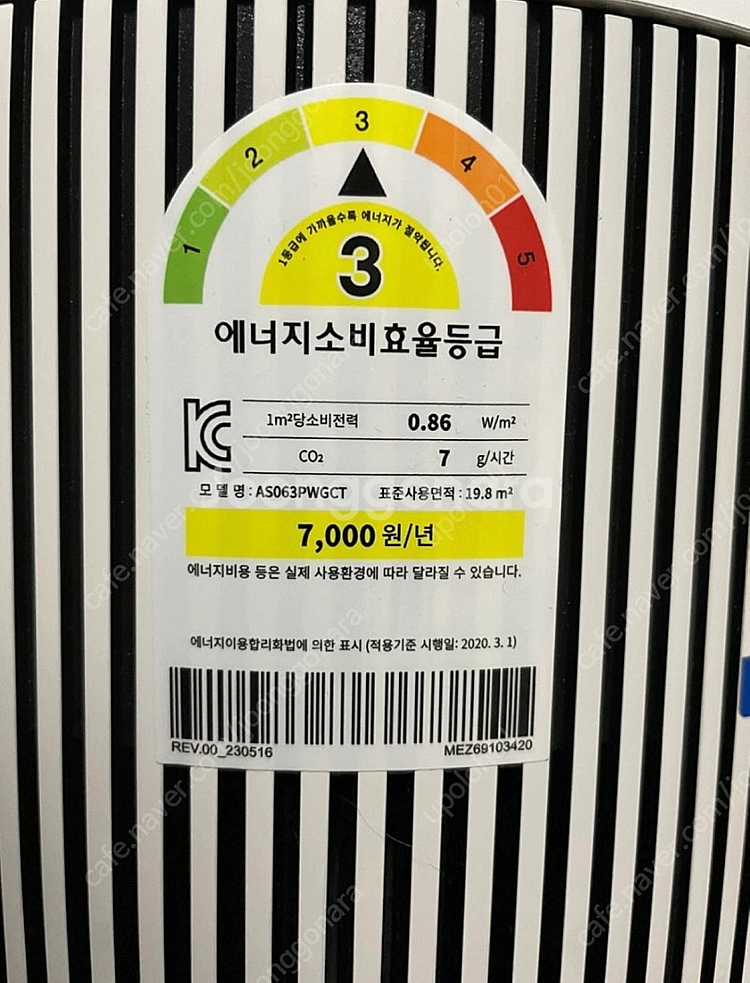 1
2
3
4
5
1등급에 가까울수록 에너지가 절약됩니다.
3
에너지소비효율등급
1m²당소비전력 0.86 W/m²
CO₂ 7 g/시간
모 델 명 : AS063PWGCT 표준사용면적 : 19.8 m²
7,000 원/년
에너지비용 등은 실제 사용환경에 따라 달라질 수 있습니다.
에너지이용합리화법에 의한 표시 (적용기준 시행일: 2020. 3. 1)
REV.00_230516 MEZ69103420
joonggonara
cafe.naver.com/joonggonara